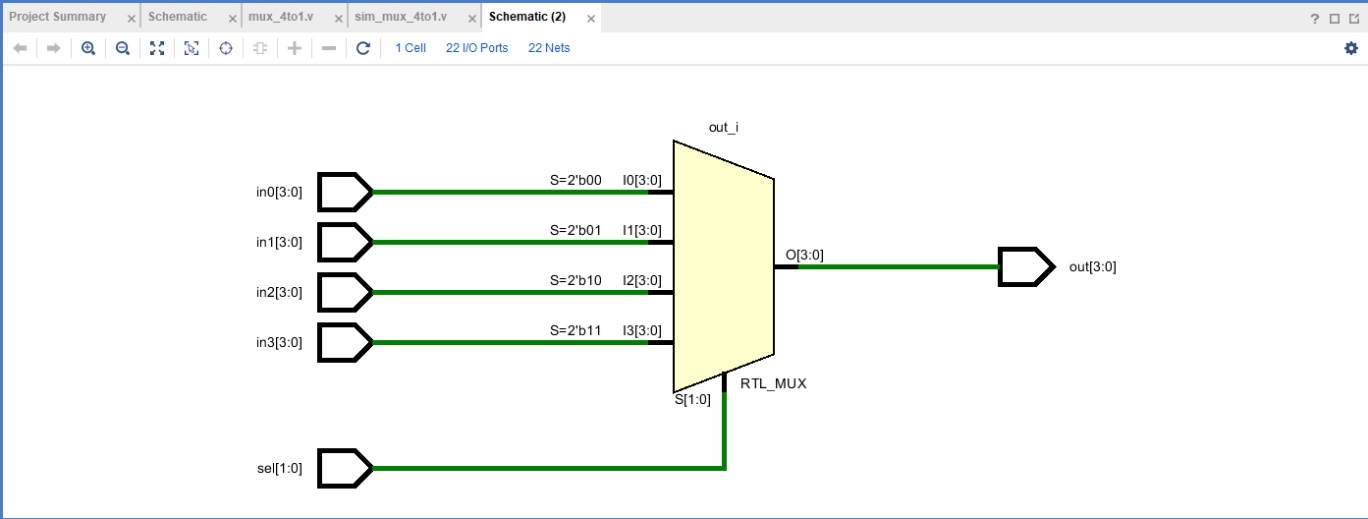 Project Summary × Schematic × mux_4to1.v × sim_mux_4to1.v × Schematic (2) × ?
1 Cell 22 I/O Ports 22 Nets
out_i
in0[3:0] S=2'b00 I0[3:0]
in1[3:0] S=2'b01 I1[3:0]
O[3:0] out[3:0]
in2[3:0] S=2'b10 I2[3:0]
in3[3:0] S=2'b11 I3[3:0]
RTL_MUX
S[1:0]
sel[1:0]